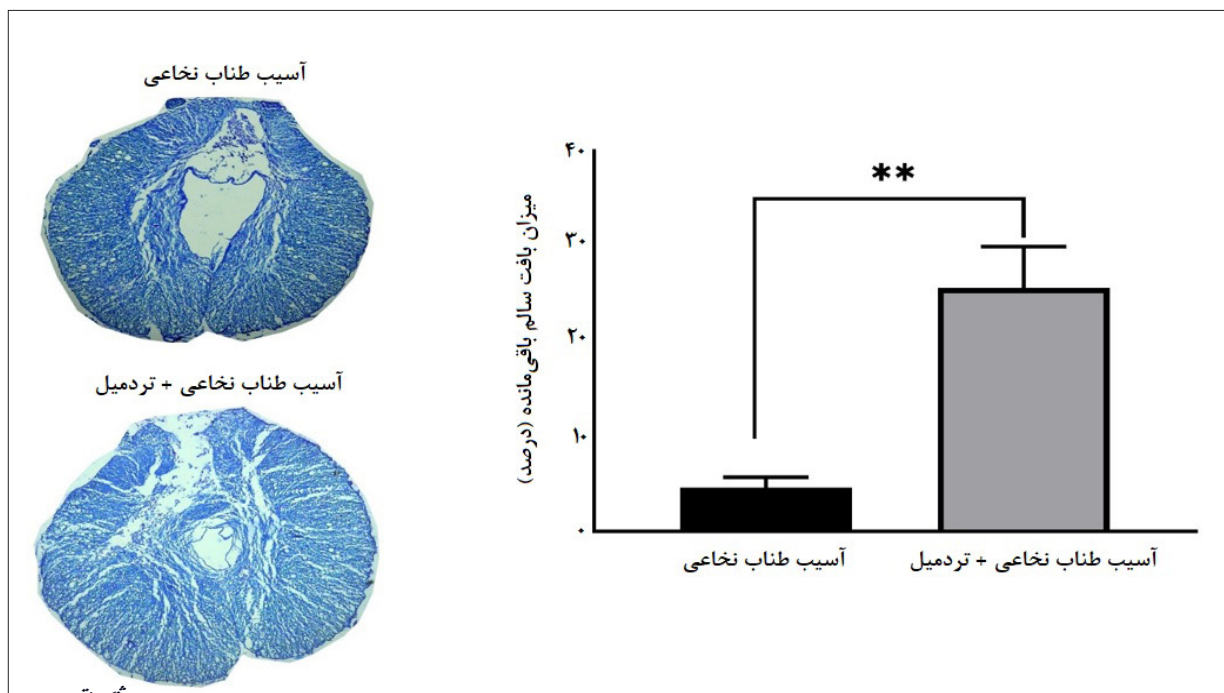 آسیب طناب نخاعی
آسیب طناب نخاعی + تردمیل
میزان بافت سالم باقی‌مانده (درصد)
۴۰
۳۰
۲۰
۱۰
۰
**
آسیب طناب نخاعی
آسیب طناب نخاعی + تردمیل